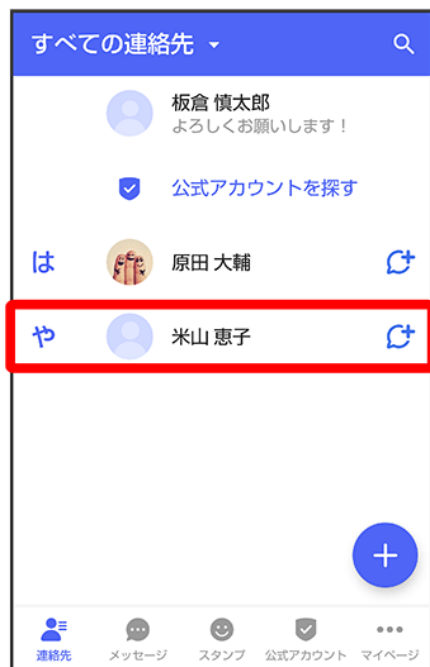 すべての連絡先
板倉 慎太郎
よろしくお願いします！
公式アカウントを探す
は
原田 大輔
や
米山 恵子
連絡先 メッセージ スタンプ 公式アカウント マイページ